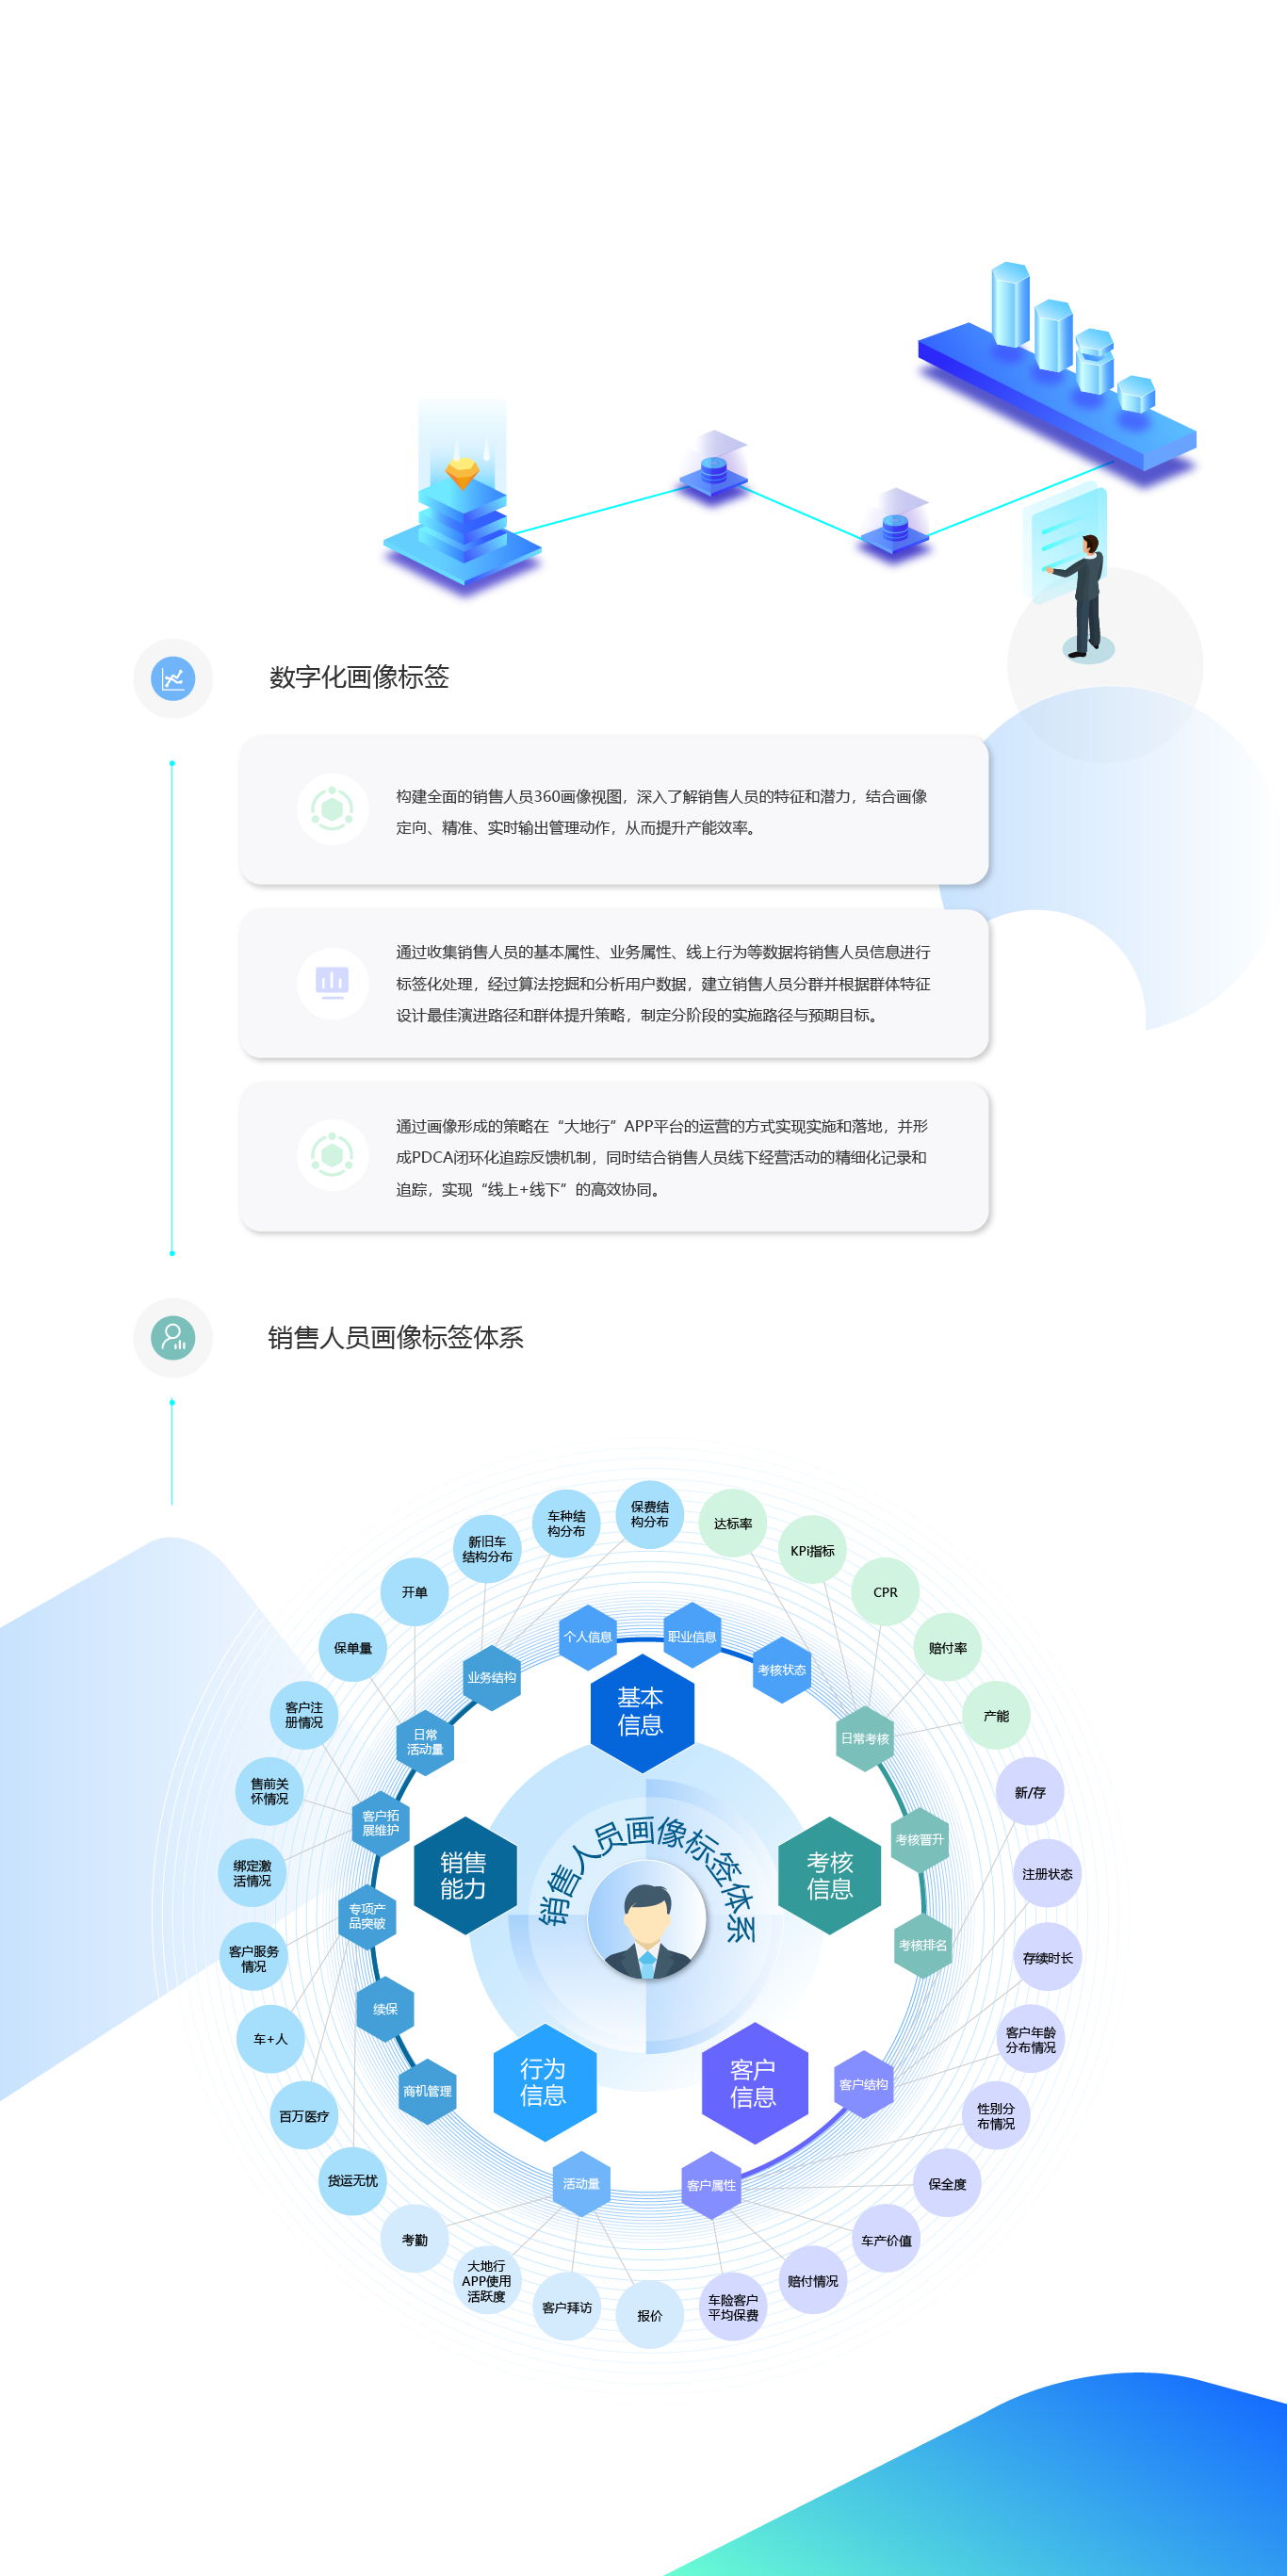 数字化画像标签
构建全面的销售人员360画像视图，深入了解销售人员的特征和潜力，结合画像
定向、精准、实时输出管理动作，从而提升产能效率。
通过收集销售人员的基本属性、业务属性、线上行为等数据将销售人员信息进行
标签化处理，经过算法挖掘和分析用户数据，建立销售人员分群并根据群体特征
设计最佳演进路径和群体提升策略，制定分阶段的实施路径与预期目标。
通过画像形成的策略在“大地行”APP平台的运营的方式实现实施和落地，并形
成PDCA闭环化追踪反馈机制，同时结合销售人员线下经营活动的精细化记录和
追踪，实现“线上+线下”的高效协同。
销售人员画像标签体系
保费结
构分布
达标率
KPi指标
CPR
赔付率
产能
新/存
注册状态
存续时长
客户年龄
分布情况
性别分
布情况
保全度
车产价值
赔付情况
车险客户
平均保费
报价
客户拜访
大地行
APP使用
活跃度
考勤
货运无忧
百万医疗
车+人
客户服务
情况
绑定激
活情况
售前关
怀情况
客户注
册情况
保单量
开单
新旧车
结构分布
车种结
构分布
个人信息
职业信息
考核状态
日常考核
考核晋升
考核排名
客户结构
客户属性
活动量
商机管理
续保
专项产
品突破
客户拓
展维护
日常
活动量
业务结构
基本
信息
考核
信息
客户
信息
行为
信息
销售
能力
销售人员画像标签体系